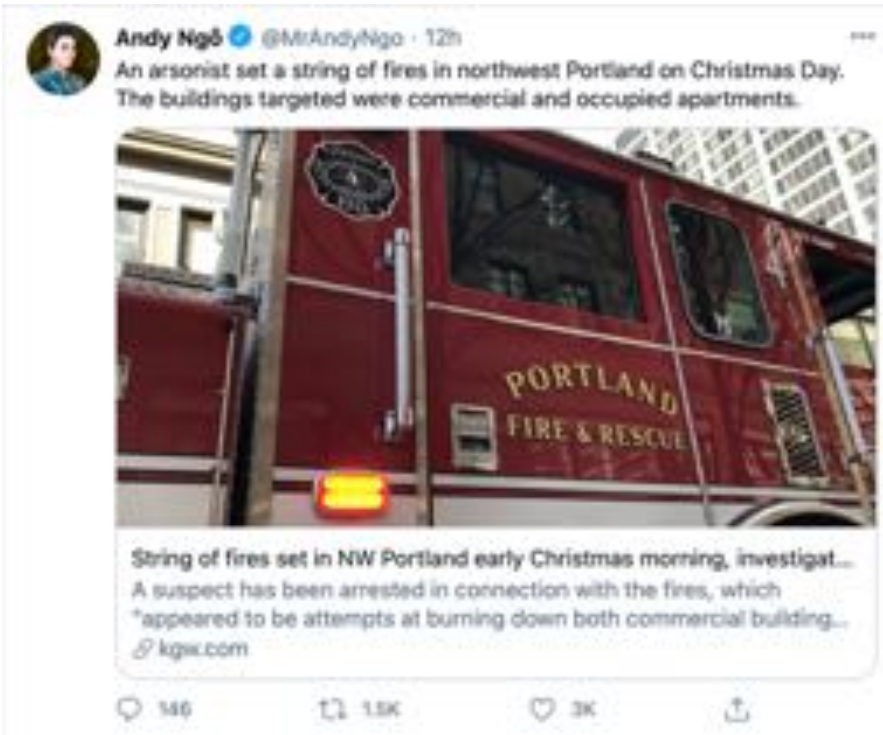 Andy Ngô @MrAndyNgo · 12h
An arsonist set a string of fires in northwest Portland on Christmas Day.
The buildings targeted were commercial and occupied apartments.
PORTLAND
FIRE & RESCUE
String of fires set in NW Portland early Christmas morning, investigat...
A suspect has been arrested in connection with the fires, which
"appeared to be attempts at burning down both commercial building...
kgw.com
146 1.5K 3K